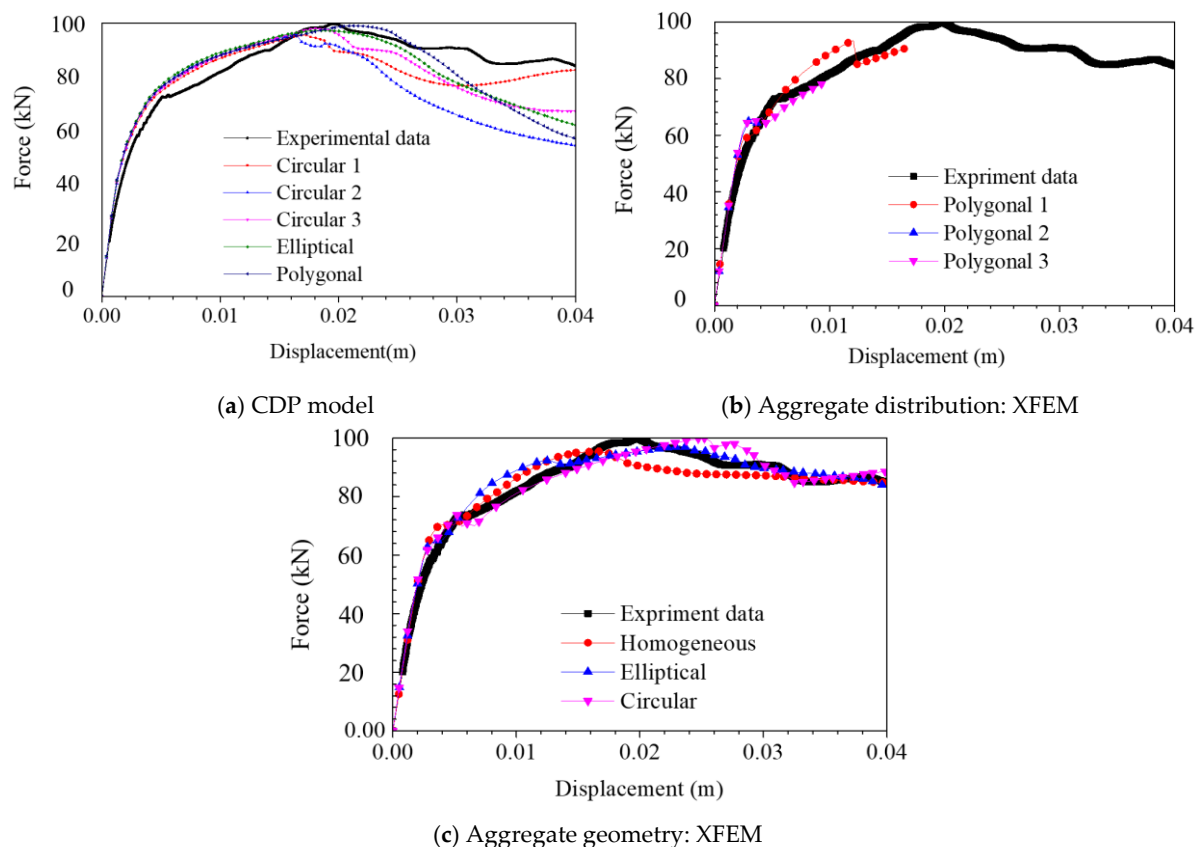 100
80
60
40
20
0
Force (kN)
Experimental data
Circular 1
Circular 2
Circular 3
Elliptical
Polygonal
0.00 0.01 0.02 0.03 0.04
Displacement(m)
(a) CDP model
100
80
60
40
20
0
Force (kN)
Expriment data
Polygonal 1
Polygonal 2
Polygonal 3
0.00 0.01 0.02 0.03 0.04
Displacement (m)
(b) Aggregate distribution: XFEM
100
80
60
40
20
0.00
Force (kN)
Expriment data
Homogeneous
Elliptical
Circular
0.00 0.01 0.02 0.03 0.04
Displacement (m)
(c) Aggregate geometry: XFEM